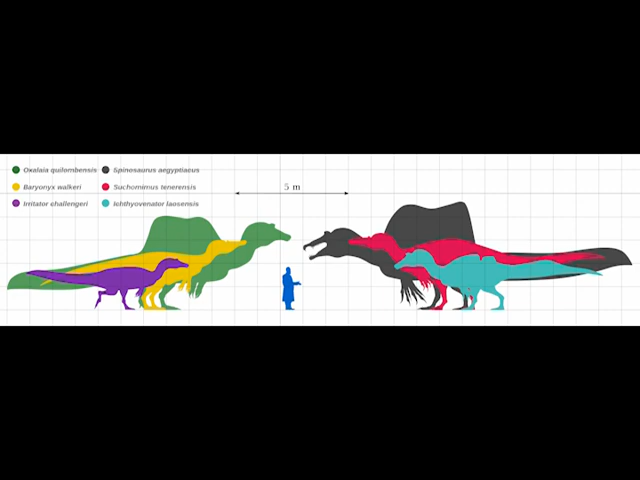 Oxalaia quilombensis
Spinosaurus aegyptiacus
Baryonyx walkeri
Suchomimus tenerensis
Irritator challengeri
Ichthyovenator laosensis
5 m